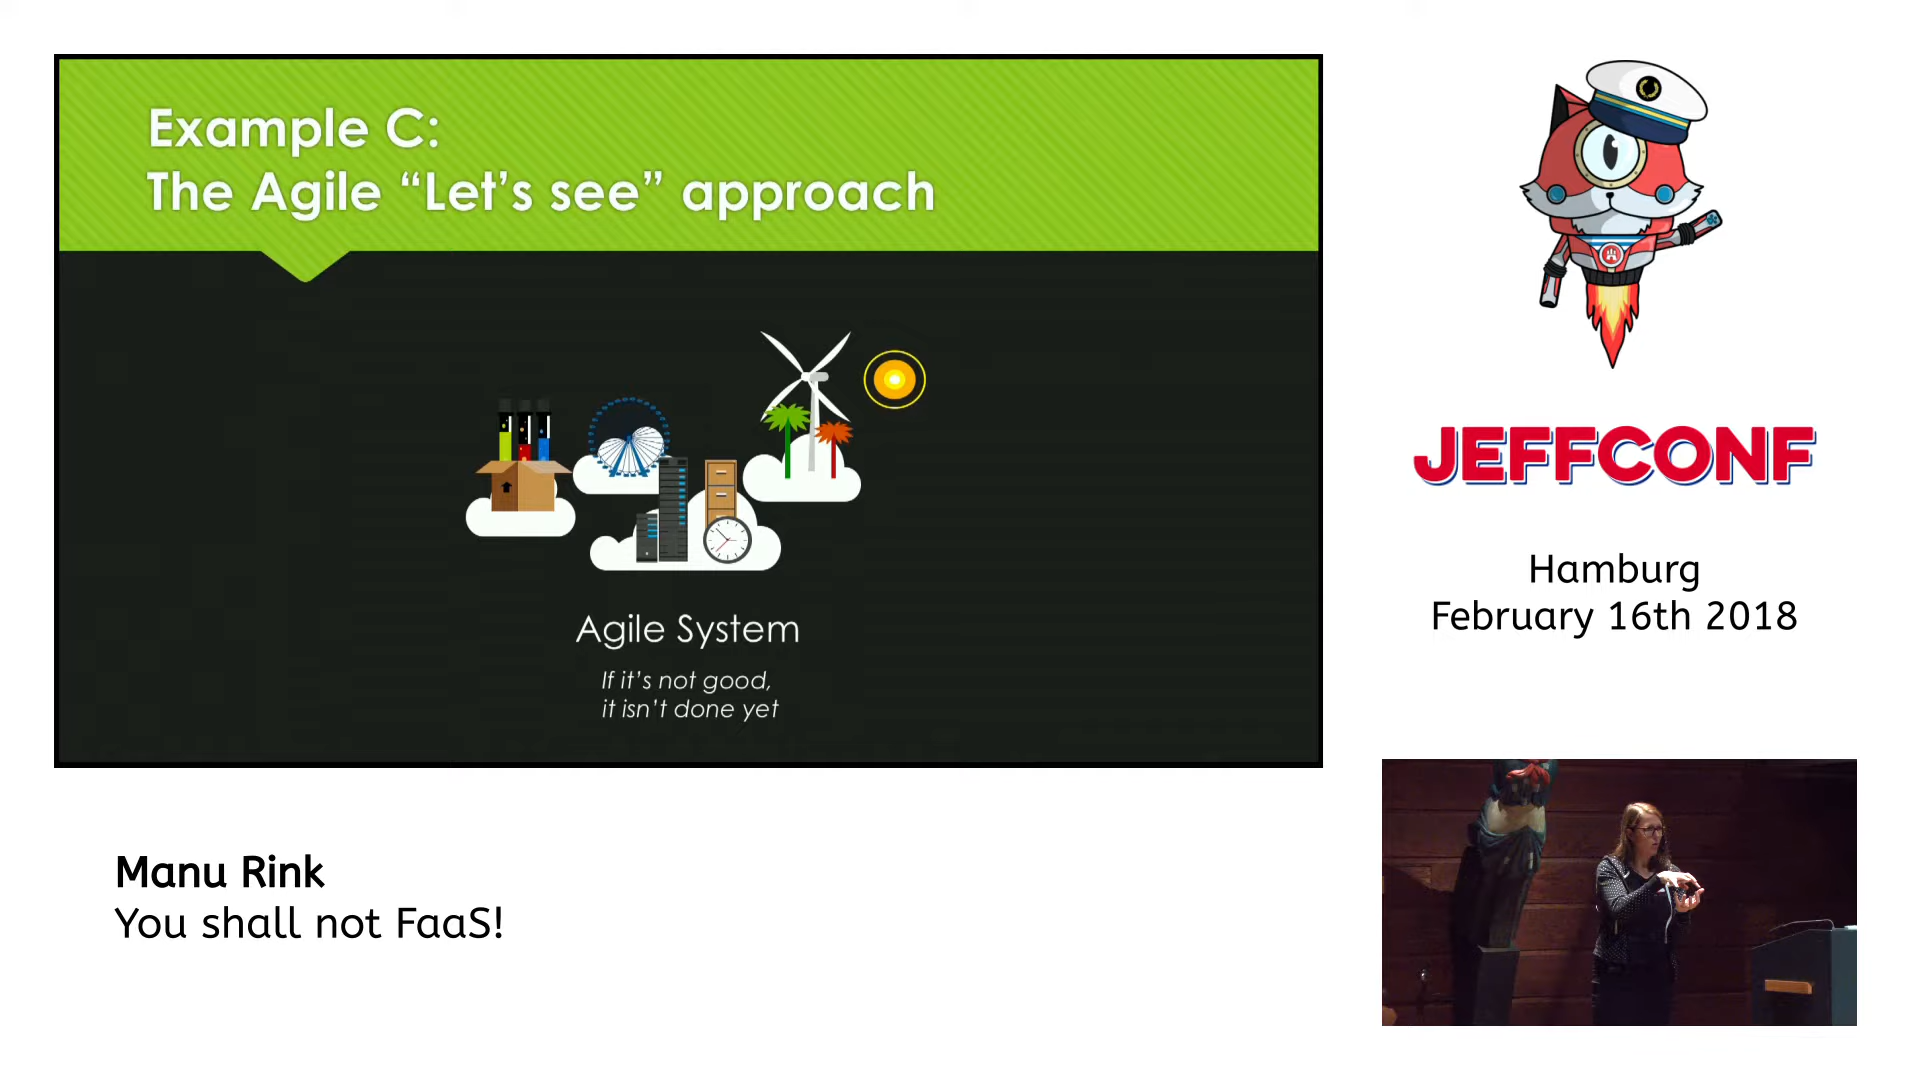 Example C:
The Agile “Let’s see” approach
Agile System
If it’s not good,
it isn’t done yet
JEFFCONF
Hamburg
February 16th 2018
Manu Rink
You shall not FaaS!